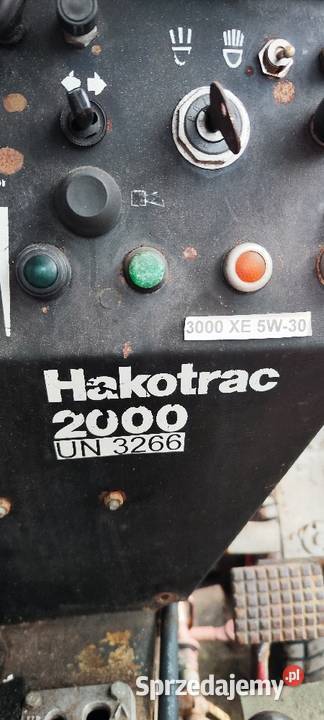 3000 XE 5W-30
Hakotrac
2000
UN 3266
Sprzedajemy.pl